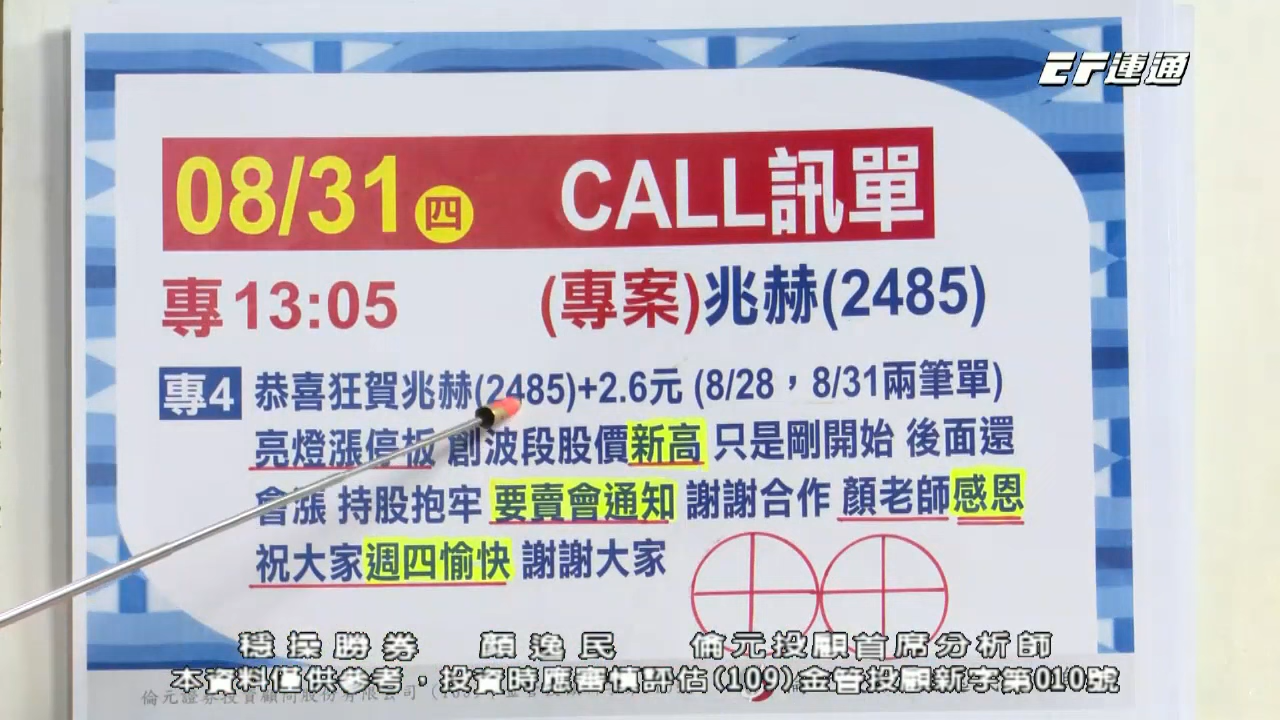 EF運通
08/31四 CALL訊單
專13:05 (專案)兆赫(2485)
專4 恭喜狂賀兆赫(2485)+2.6元 (8/28,8/31兩筆單)
亮燈漲停板 創波段股價新高 只是剛開始 後面還
會漲 持股抱牢 要賣會通知 謝謝合作 顏老師感恩
祝大家週四愉快 謝謝大家
穩操勝券 顏逸民 倫元投顧首席分析師
本資料僅供參考,投資時應審慎評估(109)金管投顧新字第010號